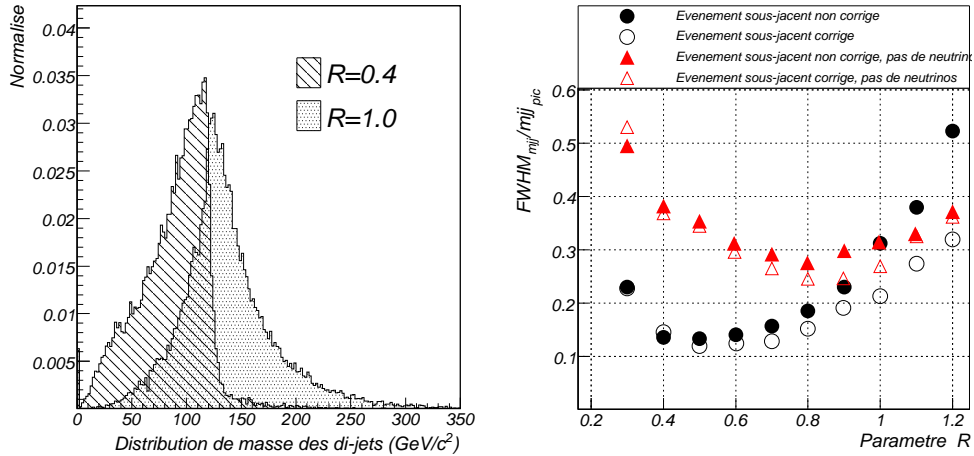 Normalise
0.04
0.035
0.03
0.025
0.02
0.015
0.01
0.005
0 50 100 150 200 250 300 350
Distribution de masse des di-jets (GeV/c²)
R=0.4
R=1.0
Evenement sous-jacent non corrige
Evenement sous-jacent corrige
Evenement sous-jacent non corrige, pas de neutrinos
Evenement sous-jacent corrige, pas de neutrinos
FWHM_mjj/mjj_pic
0.6
0.5
0.4
0.3
0.2
0.1
0.2 0.4 0.6 0.8 1 1.2
Parametre R